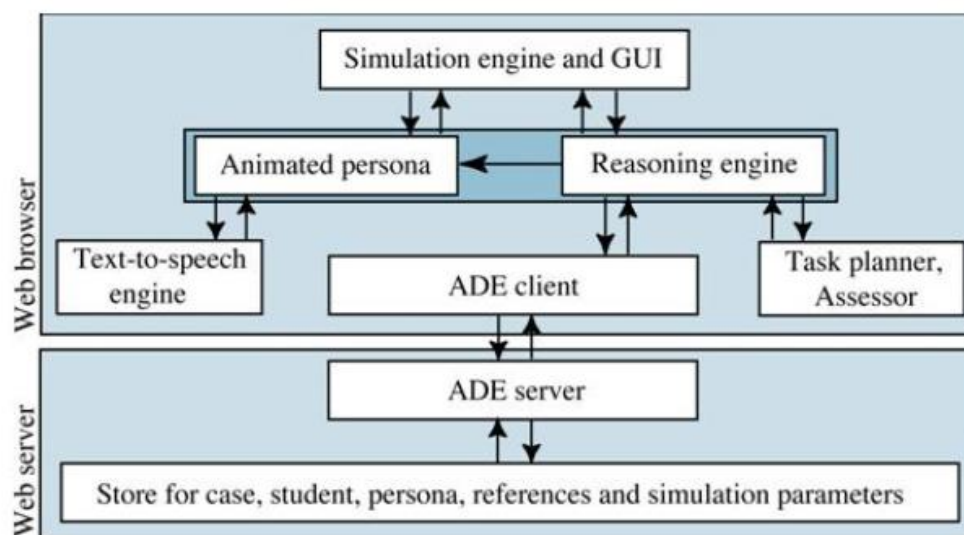 Simulation engine and GUI
Animated persona
Reasoning engine
Web browser
Text-to-speech
engine
ADE client
Task planner,
Assessor
ADE server
Web server
Store for case, student, persona, references and simulation parameters